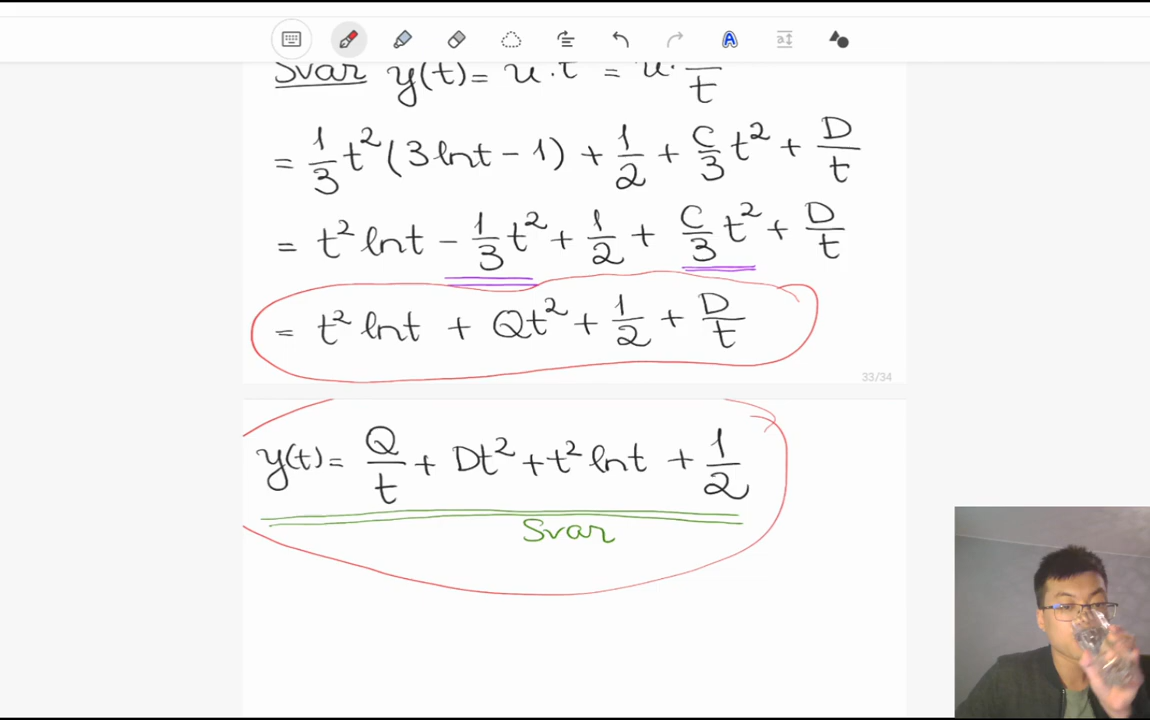 Svar y(t) = u · t = u · — t
= 1/3 t² (3 ln t − 1) + 1/2 + C/3 t² + D/t
= t² ln t − 1/3 t² + 1/2 + C/3 t² + D/t
= t² ln t + Qt² + 1/2 + D/t
33/34
y(t) = Q/t + Dt² + t² ln t + 1/2
Svar